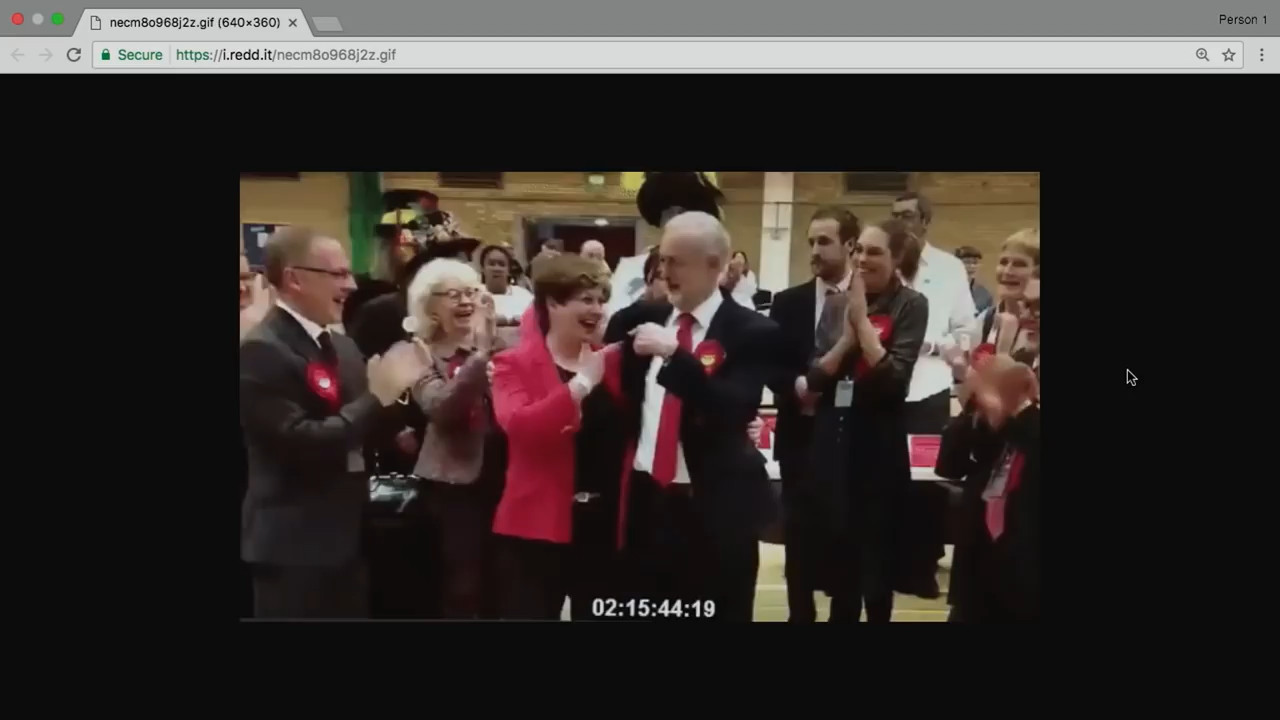 necm8o968j2z.gif (640×360)
Person 1
Secure
https://i.redd.it/necm8o968j2z.gif
02:15:44:19